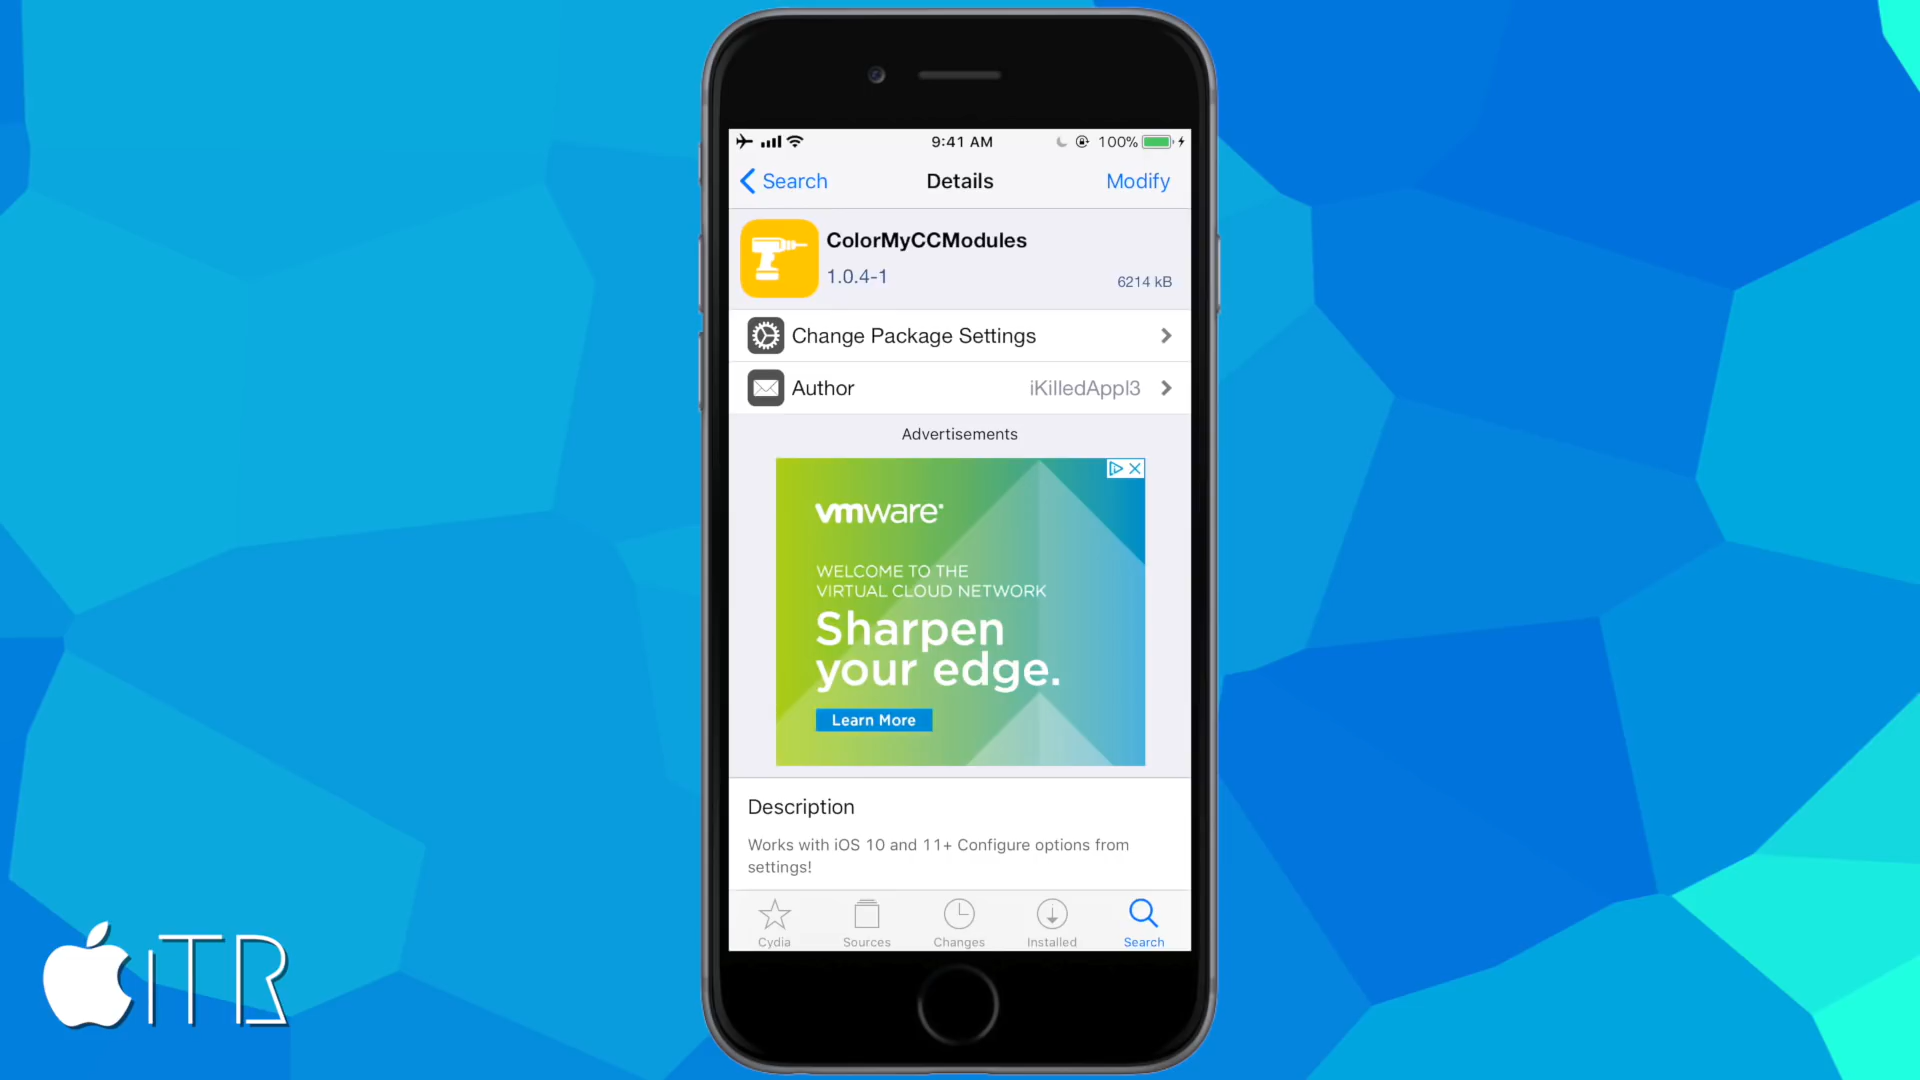 9:41 AM
100%
Search
Details
Modify
ColorMyCCModules
1.0.4-1
6214 kB
Change Package Settings
Author
iKilledAppl3
Advertisements
vmware®
WELCOME TO THE
VIRTUAL CLOUD NETWORK
Sharpen
your edge.
Learn More
Description
Works with iOS 10 and 11+ Configure options from
settings!
Cydia
Sources
Changes
Installed
Search
iTR